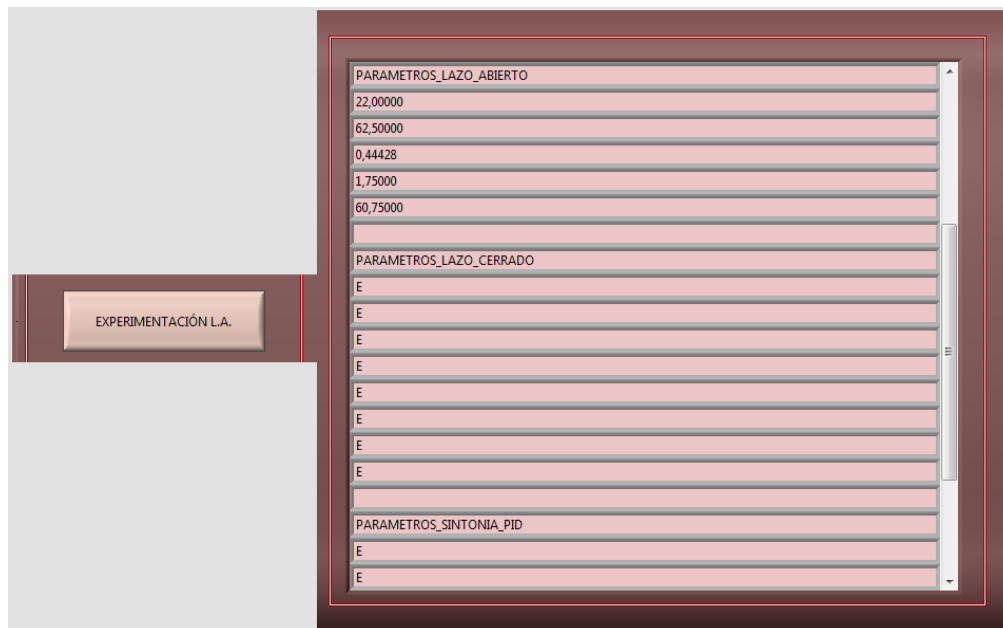 PARAMETROS_LAZO_ABIERTO
22,00000
62,50000
0,44428
1,75000
60,75000
PARAMETROS_LAZO_CERRADO
E
E
EXPERIMENTACIÓN L.A.
E
E
E
E
E
E
PARAMETROS_SINTONIA_PID
E
E